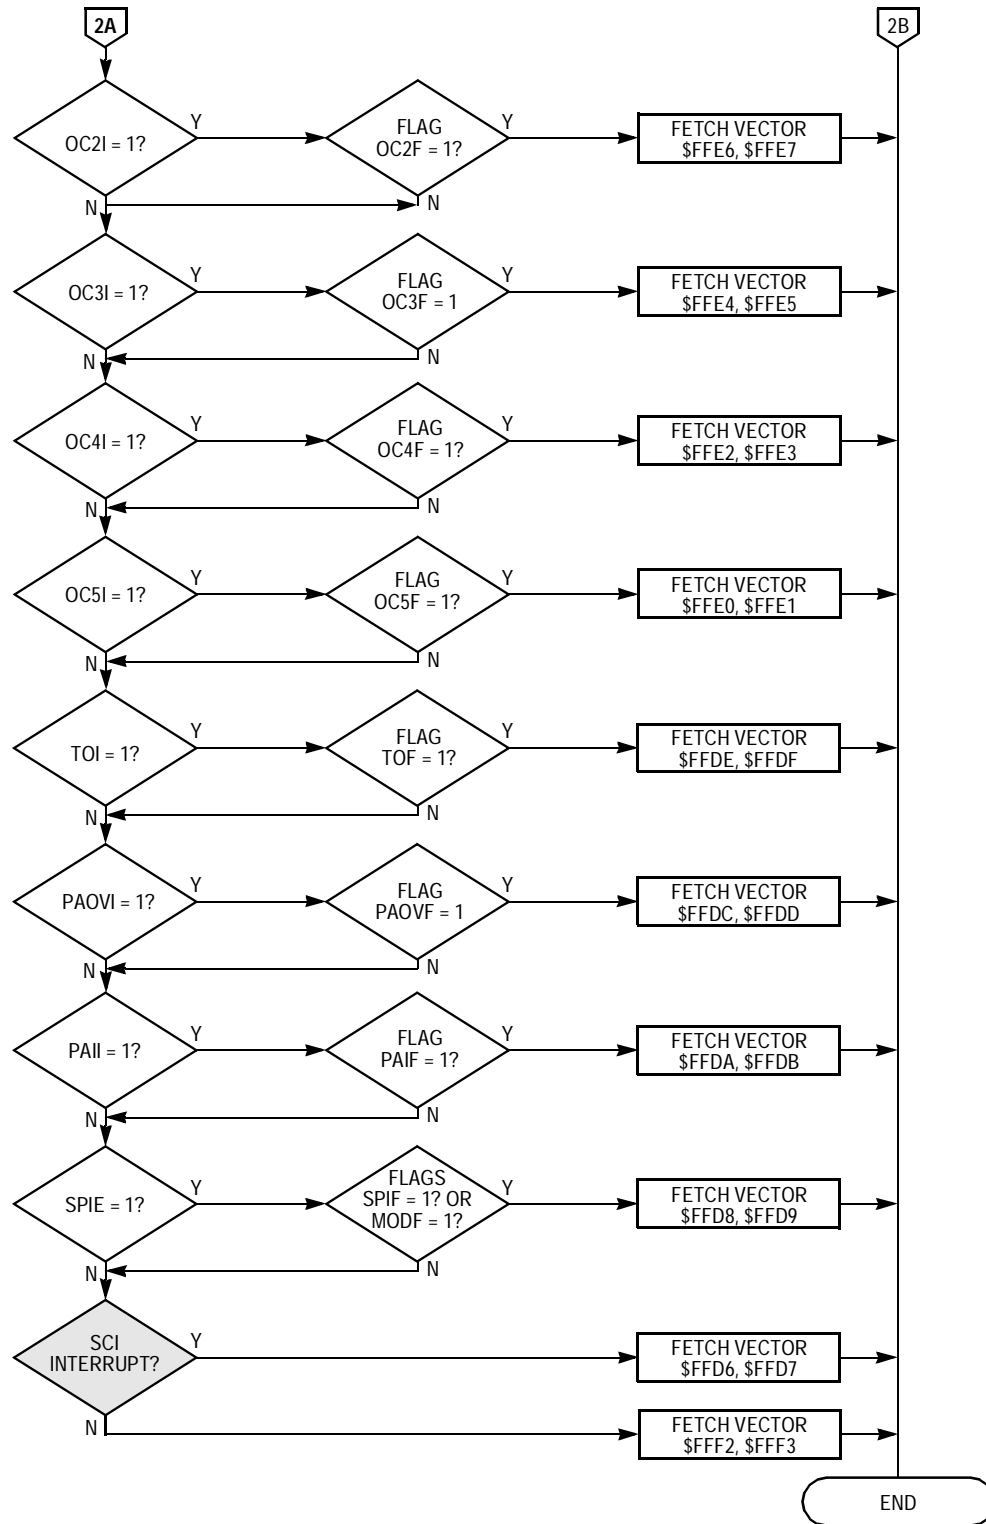 2A
2B
OC2I = 1?
Y
FLAG
OC2F = 1?
Y
FETCH VECTOR
$FFE6, $FFE7
N
N
OC3I = 1?
Y
FLAG
OC3F = 1
Y
FETCH VECTOR
$FFE4, $FFE5
N
N
OC4I = 1?
Y
FLAG
OC4F = 1?
Y
FETCH VECTOR
$FFE2, $FFE3
N
N
OC5I = 1?
Y
FLAG
OC5F = 1?
Y
FETCH VECTOR
$FFE0, $FFE1
N
N
TOI = 1?
Y
FLAG
TOF = 1?
Y
FETCH VECTOR
$FFDE, $FFDF
N
N
PAOVI = 1?
Y
FLAG
PAOVF = 1
Y
FETCH VECTOR
$FFDC, $FFDD
N
N
PAII = 1?
Y
FLAG
PAIF = 1?
Y
FETCH VECTOR
$FFDA, $FFDB
N
N
SPIE = 1?
Y
FLAGS
SPIF = 1? OR
MODF = 1?
Y
FETCH VECTOR
$FFD8, $FFD9
N
N
SCI
INTERRUPT?
Y
FETCH VECTOR
$FFD6, $FFD7
N
FETCH VECTOR
$FFF2, $FFF3
END